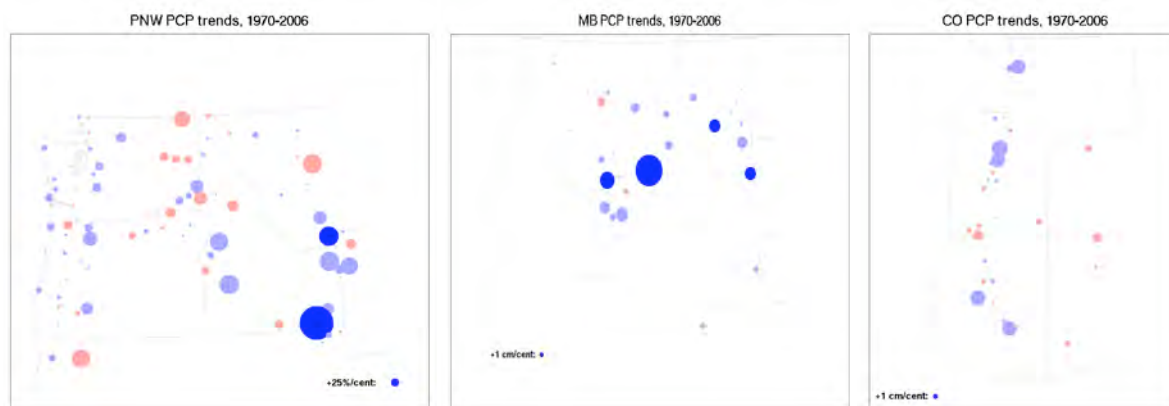 PNW PCP trends, 1970-2006
MB PCP trends, 1970-2006
CO PCP trends, 1970-2006
+25%/cent:
+1 cm/cent:
+1 cm/cent: